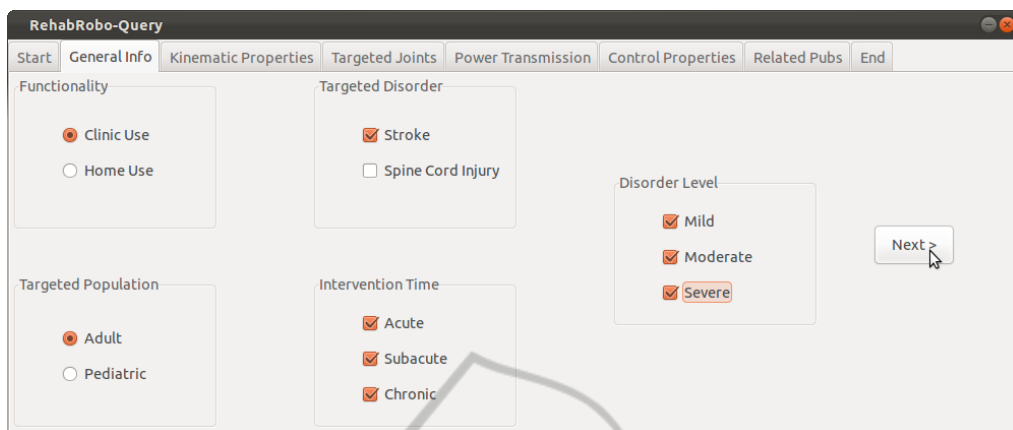 RehabRobo-Query
Start General Info Kinematic Properties Targeted Joints Power Transmission Control Properties Related Pubs End
Functionality
Clinic Use
Home Use
Targeted Disorder
Stroke
Spine Cord Injury
Disorder Level
Mild
Moderate
Severe
Next >
Targeted Population
Adult
Pediatric
Intervention Time
Acute
Subacute
Chronic